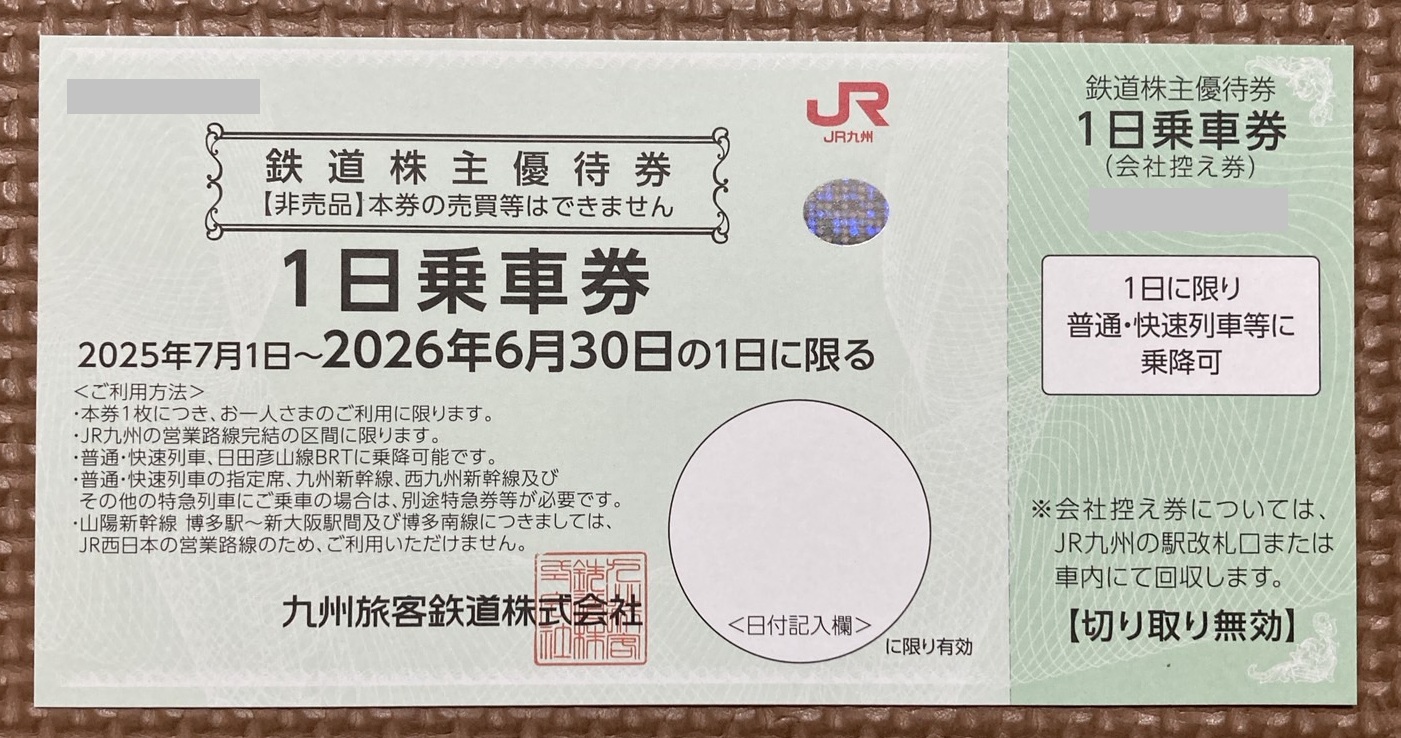 鉄道株主優待券
【非売品】本券の売買等はできません
JR
JR九州
1日乗車券
2025年7月1日～2026年6月30日の1日に限る
＜ご利用方法＞
・本券1枚につき、お一人さまのご利用に限ります。
・JR九州の営業路線完結の区間に限ります。
・普通・快速列車、日田彦山線BRTに乗降可能です。
・普通・快速列車の指定席、九州新幹線、西九州新幹線及び
その他の特急列車にご乗車の場合は、別途特急券等が必要です。
・山陽新幹線 博多駅～新大阪駅間及び博多南線につきましては、
JR西日本の営業路線のため、ご利用いただけません。
九州旅客鉄道株式会社
＜日付記入欄＞
に限り有効
鉄道株主優待券
1日乗車券
（会社控え券）
1日に限り
普通・快速列車等に
乗降可
※会社控え券については、
JR九州の駅改札口または
車内にて回収します。
【切り取り無効】